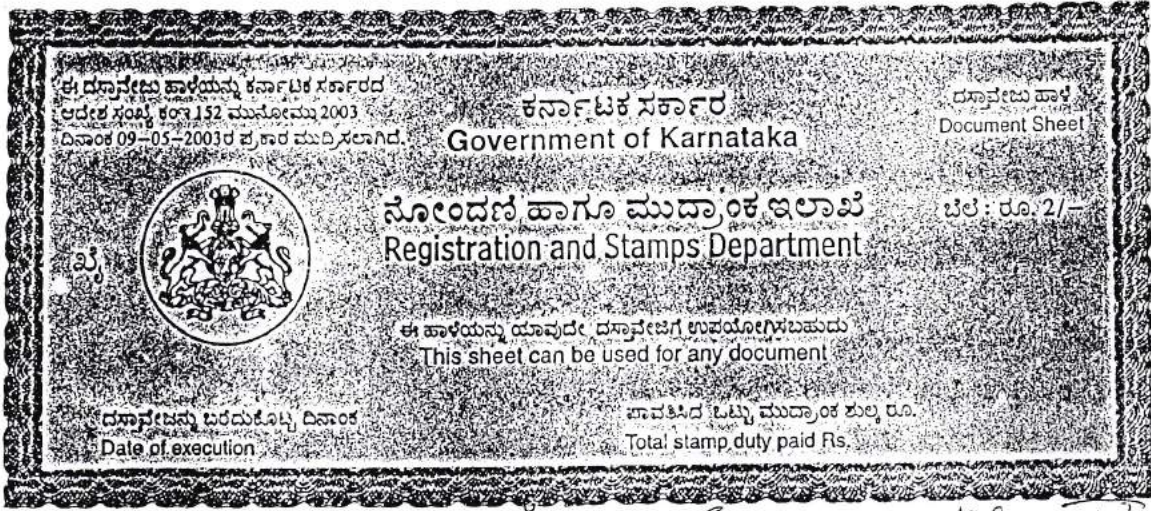 ಈ ದಸ್ತಾವೇಜು ಹಾಳೆಯನ್ನು ಕರ್ನಾಟಕ ಸರ್ಕಾರದ
ಆದೇಶ ಸಂಖ್ಯೆ ಕಂಇ 152 ಮುನೋಮು 2003
ದಿನಾಂಕ 09-05-2003ರ ಪ್ರಕಾರ ಮುದ್ರಿಸಲಾಗಿದೆ.
ಕರ್ನಾಟಕ ಸರ್ಕಾರ
Government of Karnataka
ದಸ್ತಾವೇಜು ಹಾಳೆ
Document Sheet
ನೋಂದಣಿ ಹಾಗೂ ಮುದ್ರಾಂಕ ಇಲಾಖೆ
Registration and Stamps Department
ಬೆಲೆ : ರೂ. 2/-
ಈ ಹಾಳೆಯನ್ನು ಯಾವುದೇ ದಸ್ತಾವೇಜಿಗೆ ಉಪಯೋಗಿಸಬಹುದು
This sheet can be used for any document
ದಸ್ತಾವೇಜನ್ನು ಬರೆದುಕೊಟ್ಟ ದಿನಾಂಕ
Date of execution
ಪಾವತಿಸಿದ ಒಟ್ಟು ಮುದ್ರಾಂಕ ಶುಲ್ಕ ರೂ.
Total stamp duty paid Rs.